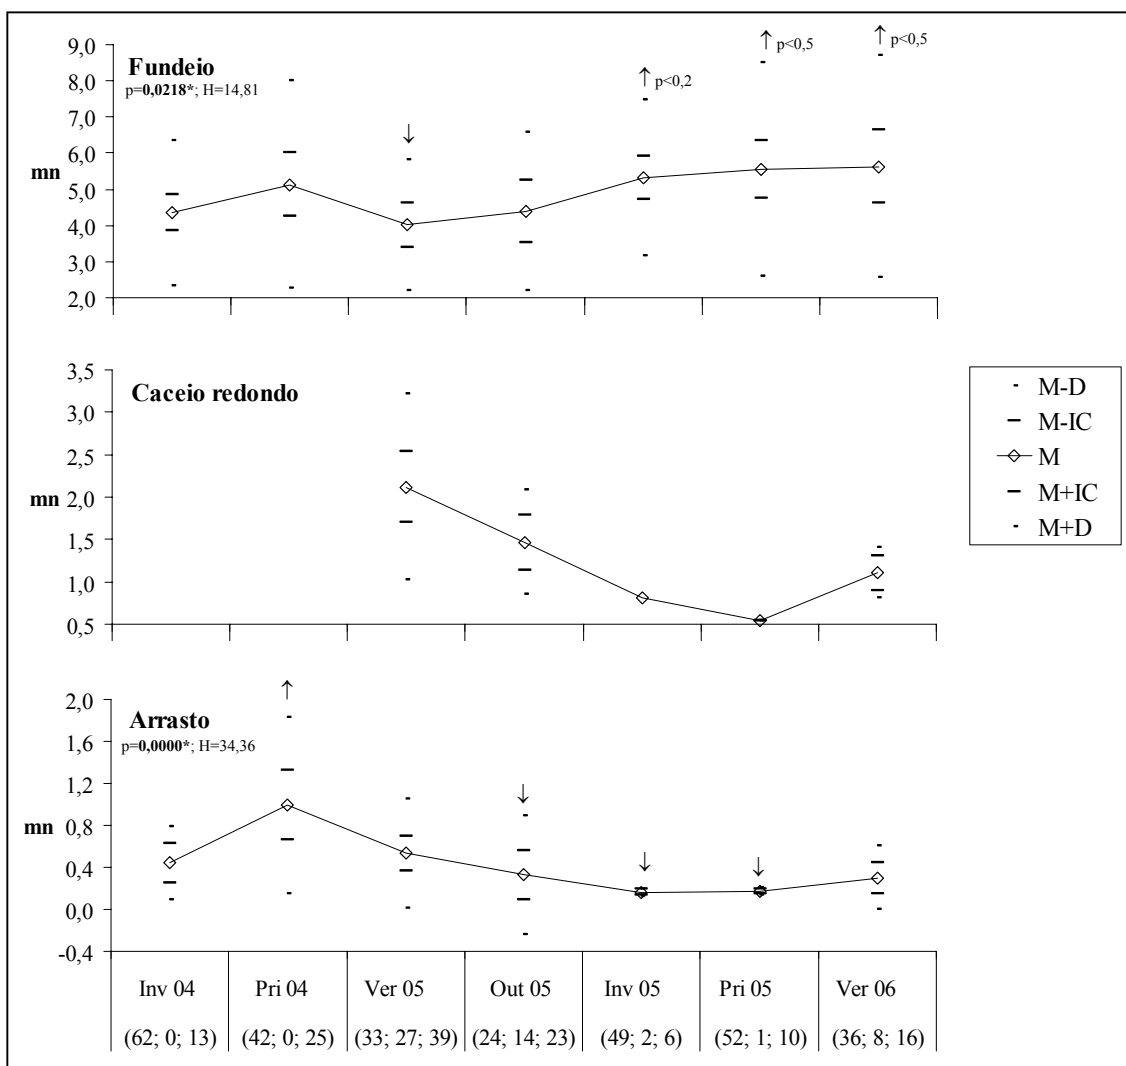 9,0
8,0
7,0
6,0
5,0
4,0
3,0
2,0
mn
Fundeio
p=0,0218*; H=14,81
↓
↑ p<0,2
↑ p<0,5
↑ p<0,5
3,5
3,0
2,5
2,0
1,5
1,0
0,5
mn
Caceio redondo
M-D
M-IC
M
M+IC
M+D
2,0
1,6
1,2
0,8
0,4
0,0
-0,4
mn
Arrasto
p=0,0000*; H=34,36
↑
↓
↓
↓
Inv 04 Pri 04 Ver 05 Out 05 Inv 05 Pri 05 Ver 06
(62; 0; 13) (42; 0; 25) (33; 27; 39) (24; 14; 23) (49; 2; 6) (52; 1; 10) (36; 8; 16)